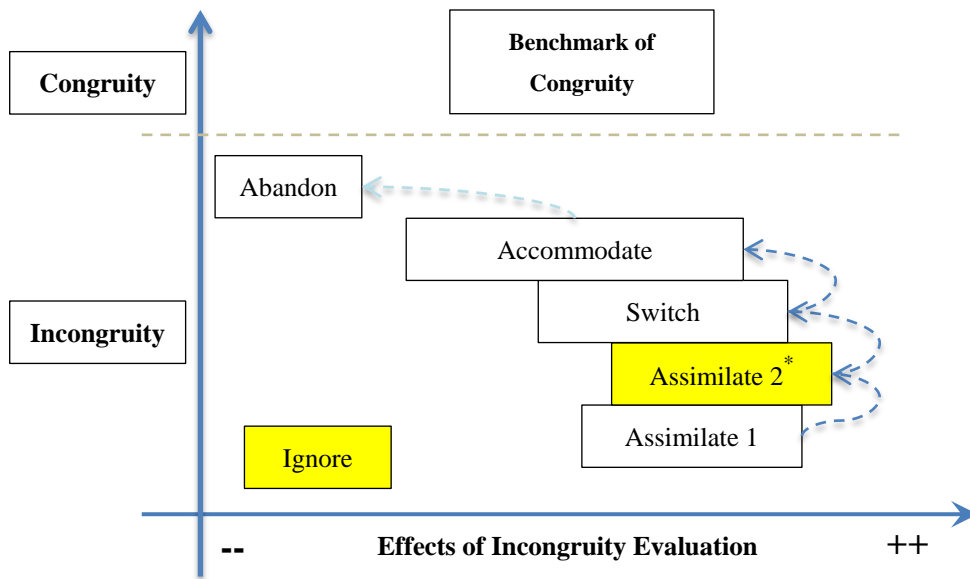 Benchmark of
Congruity
Congruity
Abandon
Accommodate
Switch
Incongruity
Assimilate 2*
Assimilate 1
Ignore
-- Effects of Incongruity Evaluation ++